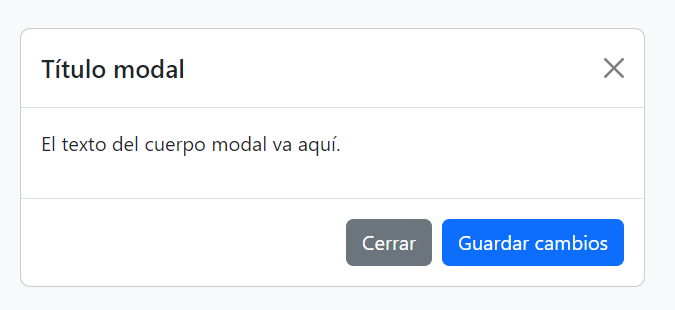 Título modal
El texto del cuerpo modal va aquí.
Cerrar
Guardar cambios